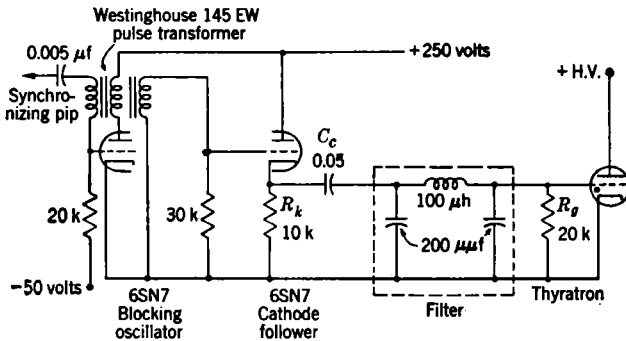 Westinghouse 145 EW
pulse transformer
0.005 μf
+250 volts
+ H.V.
Synchro-
nizing pip
C_c
0.05
100 μh
20 k
30 k
R_k
10 k
200 μμf
R_g
20 k
−50 volts
6SN7
Blocking
oscillator
6SN7
Cathode
follower
Filter
Thyratron